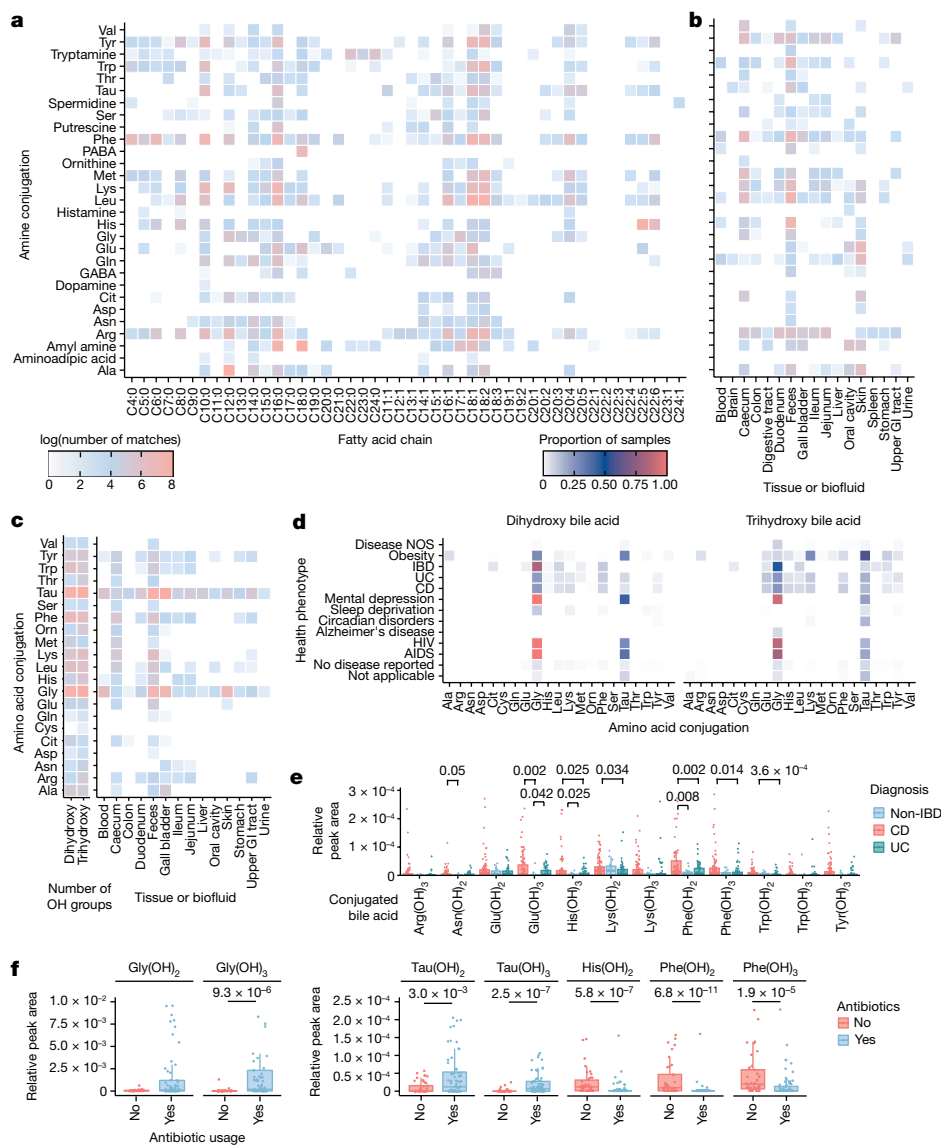 a
Amine conjugation
Val
Tyr
Tryptamine
Trp
Thr
Tau
Spermidine
Ser
Putrescine
Phe
PABA
Ornithine
Met
Lys
Leu
Histamine
His
Gly
Glu
Gln
GABA
Dopamine
Cit
Asp
Asn
Arg
Amyl amine
Aminoadipic acid
Ala
C4:0 C5:0 C6:0 C7:0 C8:0 C9:0 C10:0 C11:0 C12:0 C13:0 C14:0 C15:0 C16:0 C17:0 C18:0 C19:0 C20:0 C21:0 C22:0 C23:0 C24:0 C11:1 C12:1 C13:1 C14:1 C15:1 C16:1 C17:1 C18:1 C18:2 C18:3 C19:1 C19:2 C20:1 C20:2 C20:3 C20:4 C20:5 C22:1 C22:2 C22:3 C22:4 C22:5 C22:6 C23:1 C24:1
Fatty acid chain
log(number of matches)
0 2 4 6 8
Proportion of samples
0 0.25 0.50 0.75 1.00
b
Blood Brain Caecum Colon Digestive tract Duodenum Feces Gall bladder Ileum Jejunum Liver Oral cavity Skin Spleen Stomach Upper GI tract Urine
Tissue or biofluid
c
Amino acid conjugation
Val
Tyr
Trp
Thr
Tau
Ser
Phe
Orn
Met
Lys
Leu
His
Gly
Glu
Gln
Cys
Cit
Asp
Asn
Arg
Ala
Dihydroxy Trihydroxy
Number of
OH groups
Blood Caecum Colon Duodenum Feces Gall bladder Ileum Jejunum Liver Oral cavity Skin Stomach Upper GI tract Urine
Tissue or biofluid
d
Dihydroxy bile acid
Trihydroxy bile acid
Health phenotype
Disease NOS
Obesity
IBD
UC
CD
Mental depression
Sleep deprivation
Circadian disorders
Alzheimer's disease
HIV
AIDS
No disease reported
Not applicable
Ala Arg Asn Asp Cit Cys Gln Glu Gly His Leu Lys Met Orn Phe Ser Tau Thr Trp Tyr Val
Ala Arg Asn Asp Cit Cys Gln Glu Gly His Leu Lys Met Orn Phe Ser Tau Thr Trp Tyr Val
Amino acid conjugation
e
Relative
peak area
3 × 10⁻⁴
2 × 10⁻⁴
1 × 10⁻⁴
0
0.05
0.002
0.042
0.025
0.025
0.034
0.002
0.008
0.014
3.6 × 10⁻⁴
Diagnosis
Non-IBD
CD
UC
Conjugated
bile acid
Arg(OH)₃ Asn(OH)₂ Glu(OH)₂ Glu(OH)₃ His(OH)₃ Lys(OH)₂ Lys(OH)₃ Phe(OH)₂ Phe(OH)₃ Trp(OH)₂ Trp(OH)₃ Tyr(OH)₃
f
Relative peak area
1.0 × 10⁻²
7.5 × 10⁻³
5.0 × 10⁻³
2.5 × 10⁻³
0
Gly(OH)₂
Gly(OH)₃
9.3 × 10⁻⁶
No Yes No Yes
Antibiotic usage
Relative peak area
2.5 × 10⁻⁴
2.0 × 10⁻⁴
1.5 × 10⁻⁴
1.0 × 10⁻⁴
0.5 × 10⁻⁴
0
Tau(OH)₂
3.0 × 10⁻³
Tau(OH)₃
2.5 × 10⁻⁷
His(OH)₂
5.8 × 10⁻⁷
Phe(OH)₂
6.8 × 10⁻¹¹
Phe(OH)₃
1.9 × 10⁻⁵
No Yes No Yes No Yes No Yes No Yes
Antibiotics
No
Yes